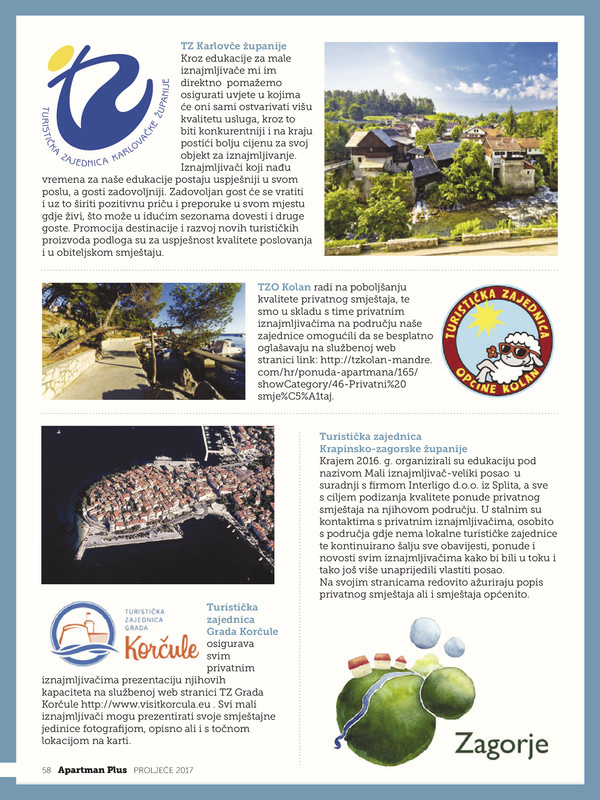 TZ Karlovče županije
Kroz edukacije za male
iznajmljivače mi im
direktno pomažemo
osigurati uvjete u kojima
će oni sami ostvarivati višu
kvalitetu usluga, kroz to
biti konkurentniji i na kraju
postići bolju cijenu za svoj
objekt za iznajmljivanje.
Iznajmljivači koji nađu
vremena za naše edukacije postaju uspješniji u svom
poslu, a gosti zadovoljniji. Zadovoljan gost će se vratiti
i uz to širiti pozitivnu priču i preporuke u svom mjestu
gdje živi, što može u idućim sezonama dovesti i druge
goste. Promocija destinacije i razvoj novih turističkih
proizvoda podloga su za uspješnost kvalitete poslovanja
i u obiteljskom smještaju.
tz
TURISTIČKA ZAJEDNICA KARLOVAČKE ŽUPANIJE
TZO Kolan radi na poboljšanju
kvalitete privatnog smještaja, te
smo u skladu s time privatnim
iznajmljivačima na području naše
zajednice omogućili da se besplatno
oglašavaju na službenoj web
stranici link: http://tzkolan-mandre.
com/hr/ponuda-apartmana/165/
showCategory/46-Privatni%20
smje%C5%A1taj.
TURISTIČKA ZAJEDNICA
OPĆINE KOLAN
TURISTIČKA
ZAJEDNICA
GRADA
Korčule
Turistička
zajednica
Grada Korčule
osigurava
svim
privatnim
iznajmljivačima prezentaciju njihovih
kapaciteta na službenoj web stranici TZ Grada
Korčule http://www.visitkorcula.eu . Svi mali
iznajmljivači mogu prezentirati svoje smještajne
jedinice fotografijom, opisno ali i s točnom
lokacijom na karti.
Turistička zajednica
Krapinsko-zagorske županije
Krajem 2016. g. organizirali su edukaciju pod
nazivom Mali iznajmljivač-veliki posao u
suradnji s firmom Interligo d.o.o. iz Splita, a sve
s ciljem podizanja kvalitete ponude privatnog
smještaja na njihovom području. U stalnim su
kontaktima s privatnim iznajmljivačima, osobito
s područja gdje nema lokalne turističke zajednice
te kontinuirano šalju sve obavijesti, ponude i
novosti svim iznajmljivačima kako bi bili u toku i
tako još više unaprijedili vlastiti posao.
Na svojim stranicama redovito ažuriraju popis
privatnog smještaja ali i smještaja općenito.
Zagorje
58 Apartman Plus PROLJEĆE 2017